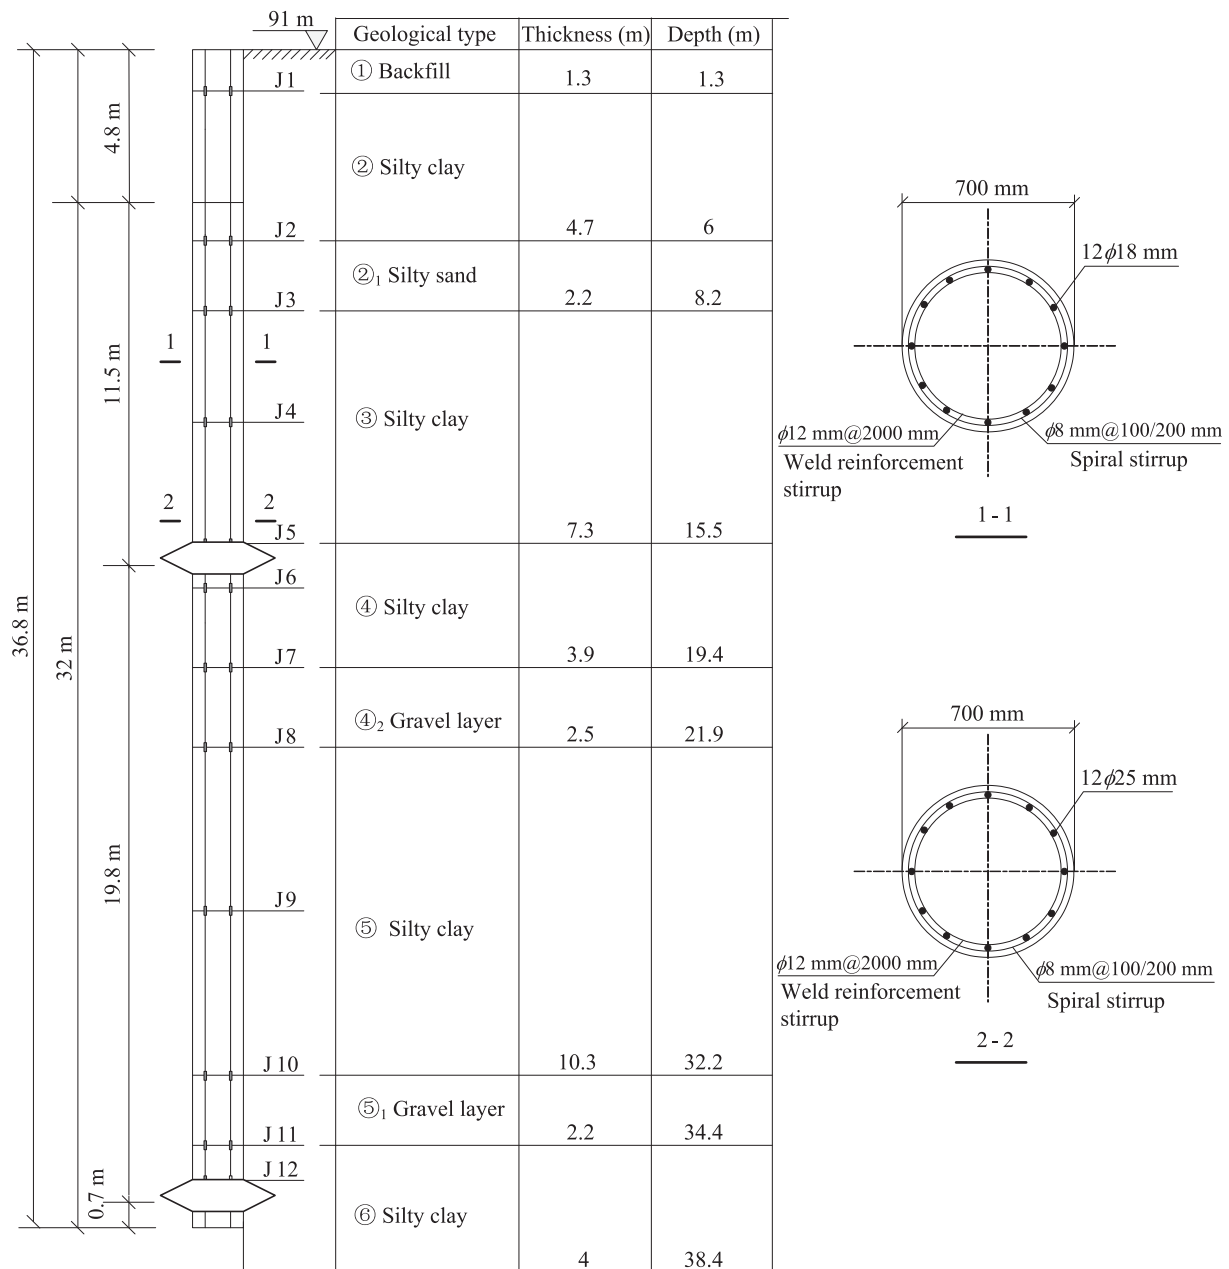 91 m
Geological type Thickness (m) Depth (m)
① Backfill 1.3 1.3
② Silty clay 4.7 6
②₁ Silty sand 2.2 8.2
③ Silty clay 7.3 15.5
④ Silty clay 3.9 19.4
④₂ Gravel layer 2.5 21.9
⑤ Silty clay 10.3 32.2
⑤₁ Gravel layer 2.2 34.4
⑥ Silty clay 4 38.4
J1
J2
J3
J4
J5
J6
J7
J8
J9
J 10
J 11
J 12
1 1
2 2
36.8 m
32 m
4.8 m
11.5 m
19.8 m
0.7 m
700 mm
12ϕ18 mm
ϕ12 mm@2000 mm
Weld reinforcement
stirrup
ϕ8 mm@100/200 mm
Spiral stirrup
1 - 1
700 mm
12ϕ25 mm
ϕ12 mm@2000 mm
Weld reinforcement
stirrup
ϕ8 mm@100/200 mm
Spiral stirrup
2 - 2